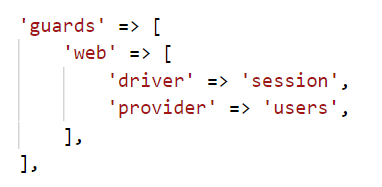 'guards' => [
    'web' => [
        'driver' => 'session',
        'provider' => 'users',
    ],
],